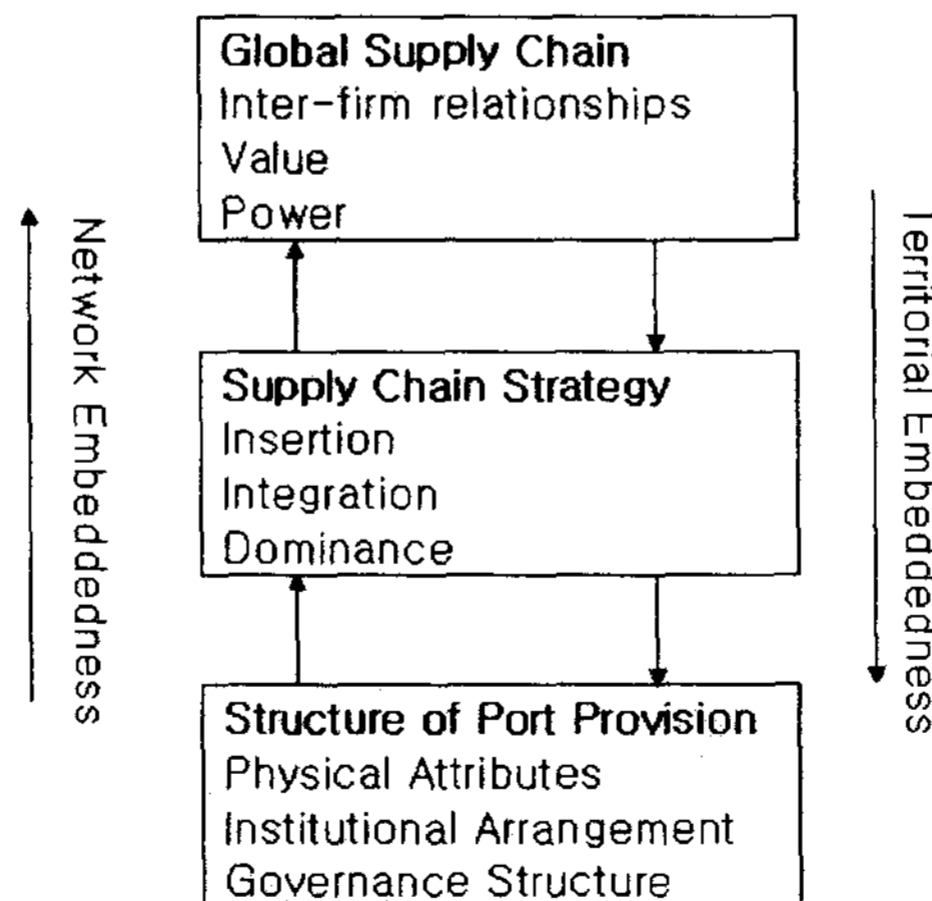 Global Supply Chain
Inter-firm relationships
Value
Power
Network Embeddedness
Territorial Embeddedness
Supply Chain Strategy
Insertion
Integration
Dominance
Structure of Port Provision
Physical Attributes
Institutional Arrangement
Governance Structure